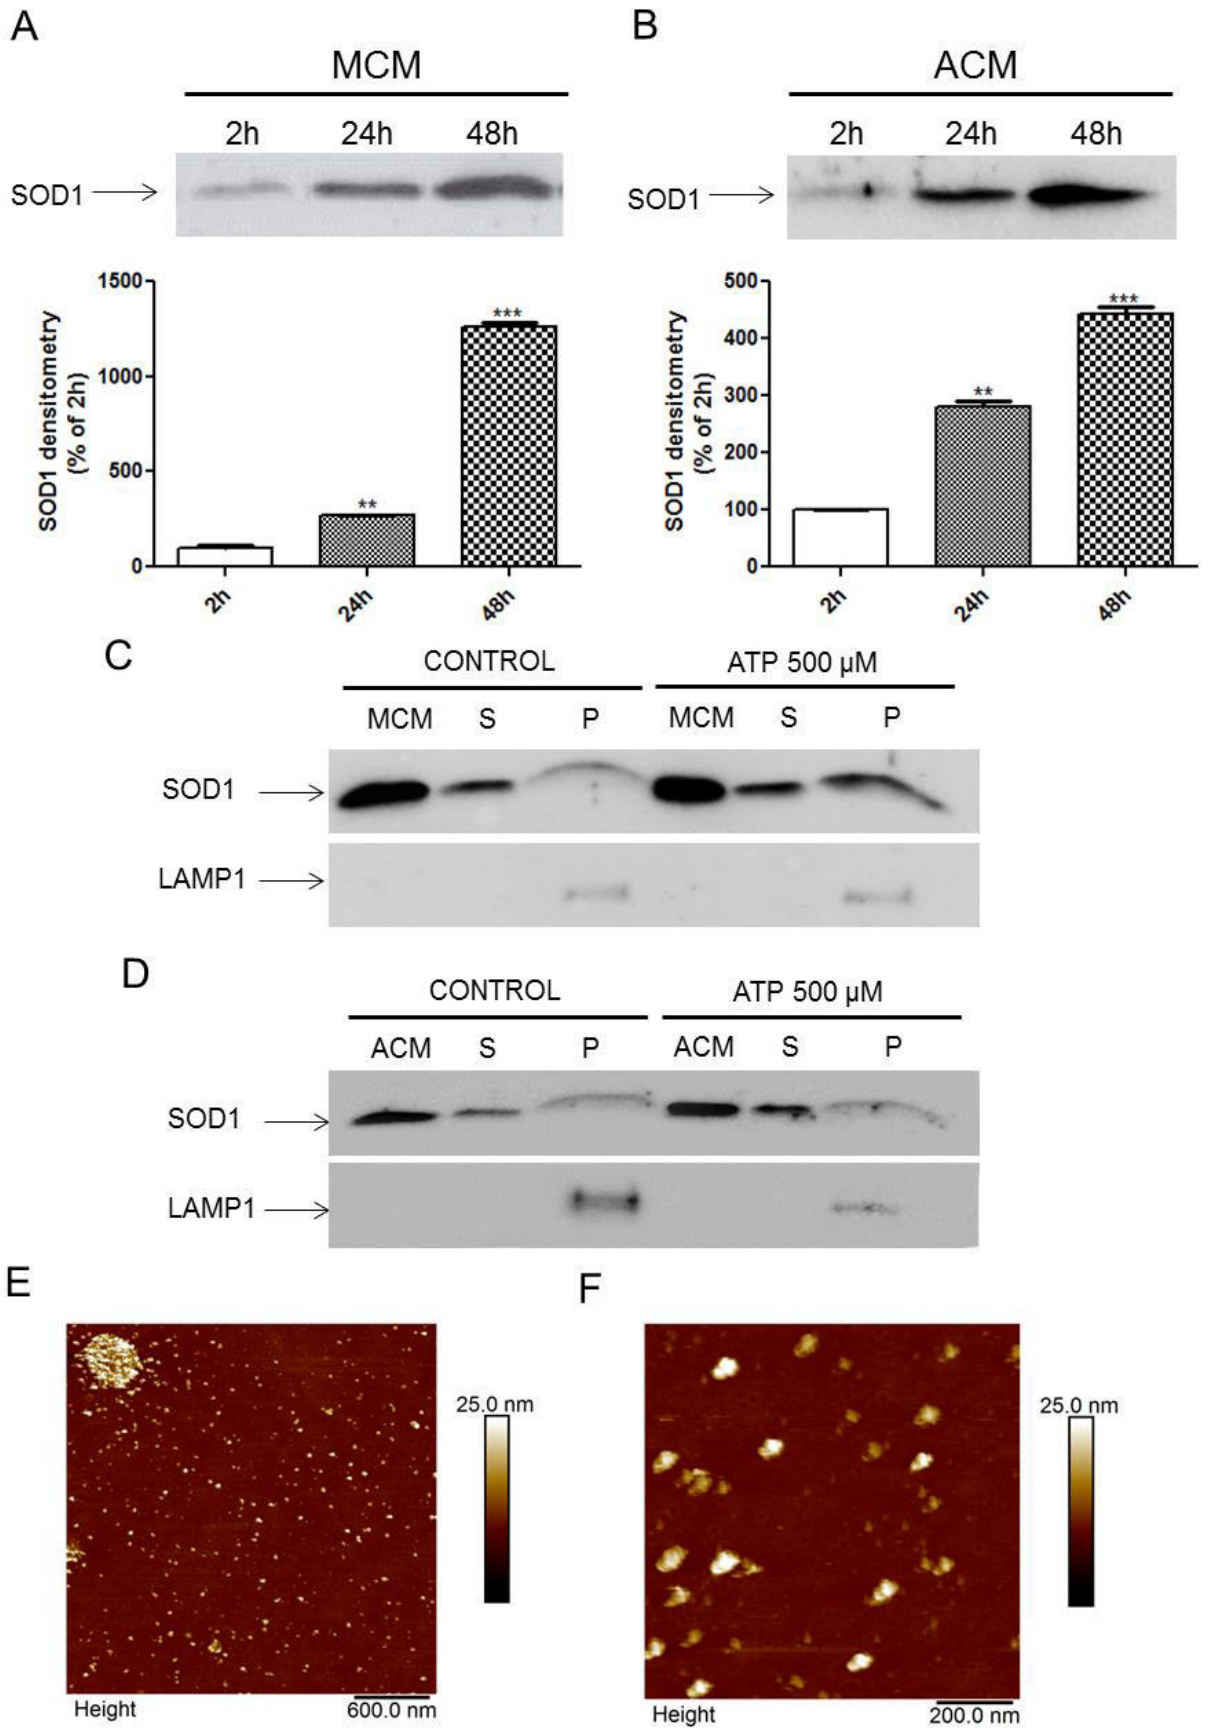 A
MCM
2h 24h 48h
SOD1
SOD1 densitometry
(% of 2h)
1500
1000
500
0
**
***
2h 24h 48h
B
ACM
2h 24h 48h
SOD1
SOD1 densitometry
(% of 2h)
500
400
300
200
100
0
**
***
2h 24h 48h
C
CONTROL ATP 500 µM
MCM S P MCM S P
SOD1
LAMP1
D
CONTROL ATP 500 µM
ACM S P ACM S P
SOD1
LAMP1
E
25.0 nm
Height 600.0 nm
F
25.0 nm
Height 200.0 nm